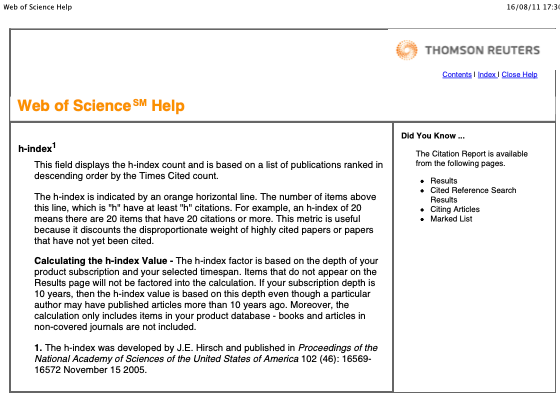 Web of Science Help
16/08/11 17:30
THOMSON REUTERS
Contents | Index | Close Help
Web of Science℠ Help
h-index¹
This field displays the h-index count and is based on a list of publications ranked in
descending order by the Times Cited count.
The h-index is indicated by an orange horizontal line. The number of items above
this line, which is "h" have at least "h" citations. For example, an h-index of 20
means there are 20 items that have 20 citations or more. This metric is useful
because it discounts the disproportionate weight of highly cited papers or papers
that have not yet been cited.
Calculating the h-index Value - The h-index factor is based on the depth of your
product subscription and your selected timespan. Items that do not appear on the
Results page will not be factored into the calculation. If your subscription depth is
10 years, then the h-index value is based on this depth even though a particular
author may have published articles more than 10 years ago. Moreover, the
calculation only includes items in your product database - books and articles in
non-covered journals are not included.
1. The h-index was developed by J.E. Hirsch and published in Proceedings of the
National Academy of Sciences of the United States of America 102 (46): 16569-
16572 November 15 2005.
Did You Know ...
The Citation Report is available
from the following pages.
• Results
• Cited Reference Search
Results
• Citing Articles
• Marked List